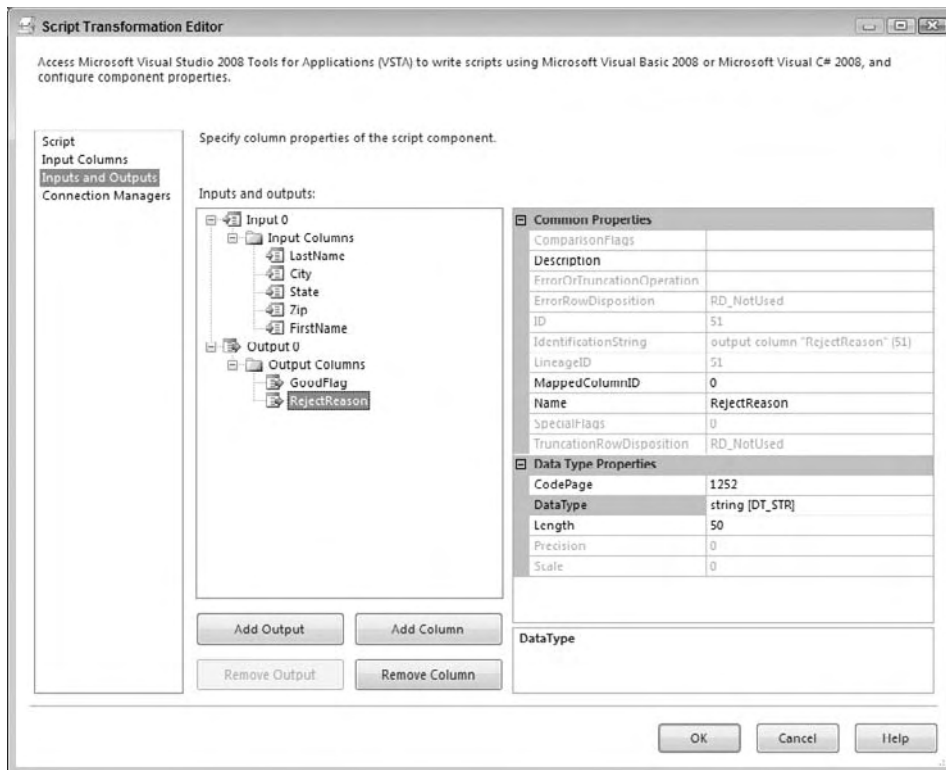 Script Transformation Editor
Access Microsoft Visual Studio 2008 Tools for Applications (VSTA) to write scripts using Microsoft Visual Basic 2008 or Microsoft Visual C# 2008, and
configure component properties.
Script
Input Columns
Inputs and Outputs
Connection Managers
Specify column properties of the script component.
Inputs and outputs:
Input 0
Input Columns
LastName
City
State
Zip
FirstName
Output 0
Output Columns
GoodFlag
RejectReason
Add Output
Add Column
Remove Output
Remove Column
Common Properties
ComparisonFlags
Description
ErrorOrTruncationOperation
ErrorRowDisposition RD_NotUsed
ID 51
IdentificationString output column "RejectReason" (51)
LineageID 51
MappedColumnID 0
Name RejectReason
SpecialFlags 0
TruncationRowDisposition RD_NotUsed
Data Type Properties
CodePage 1252
DataType string [DT_STR]
Length 50
Precision 0
Scale 0
DataType
OK
Cancel
Help